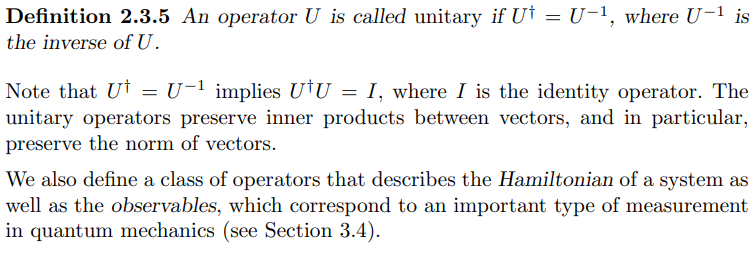 Definition 2.3.5 An operator U is called unitary if U† = U⁻¹, where U⁻¹ is
the inverse of U.
Note that U† = U⁻¹ implies U†U = I, where I is the identity operator. The
unitary operators preserve inner products between vectors, and in particular,
preserve the norm of vectors.
We also define a class of operators that describes the Hamiltonian of a system as
well as the observables, which correspond to an important type of measurement
in quantum mechanics (see Section 3.4).